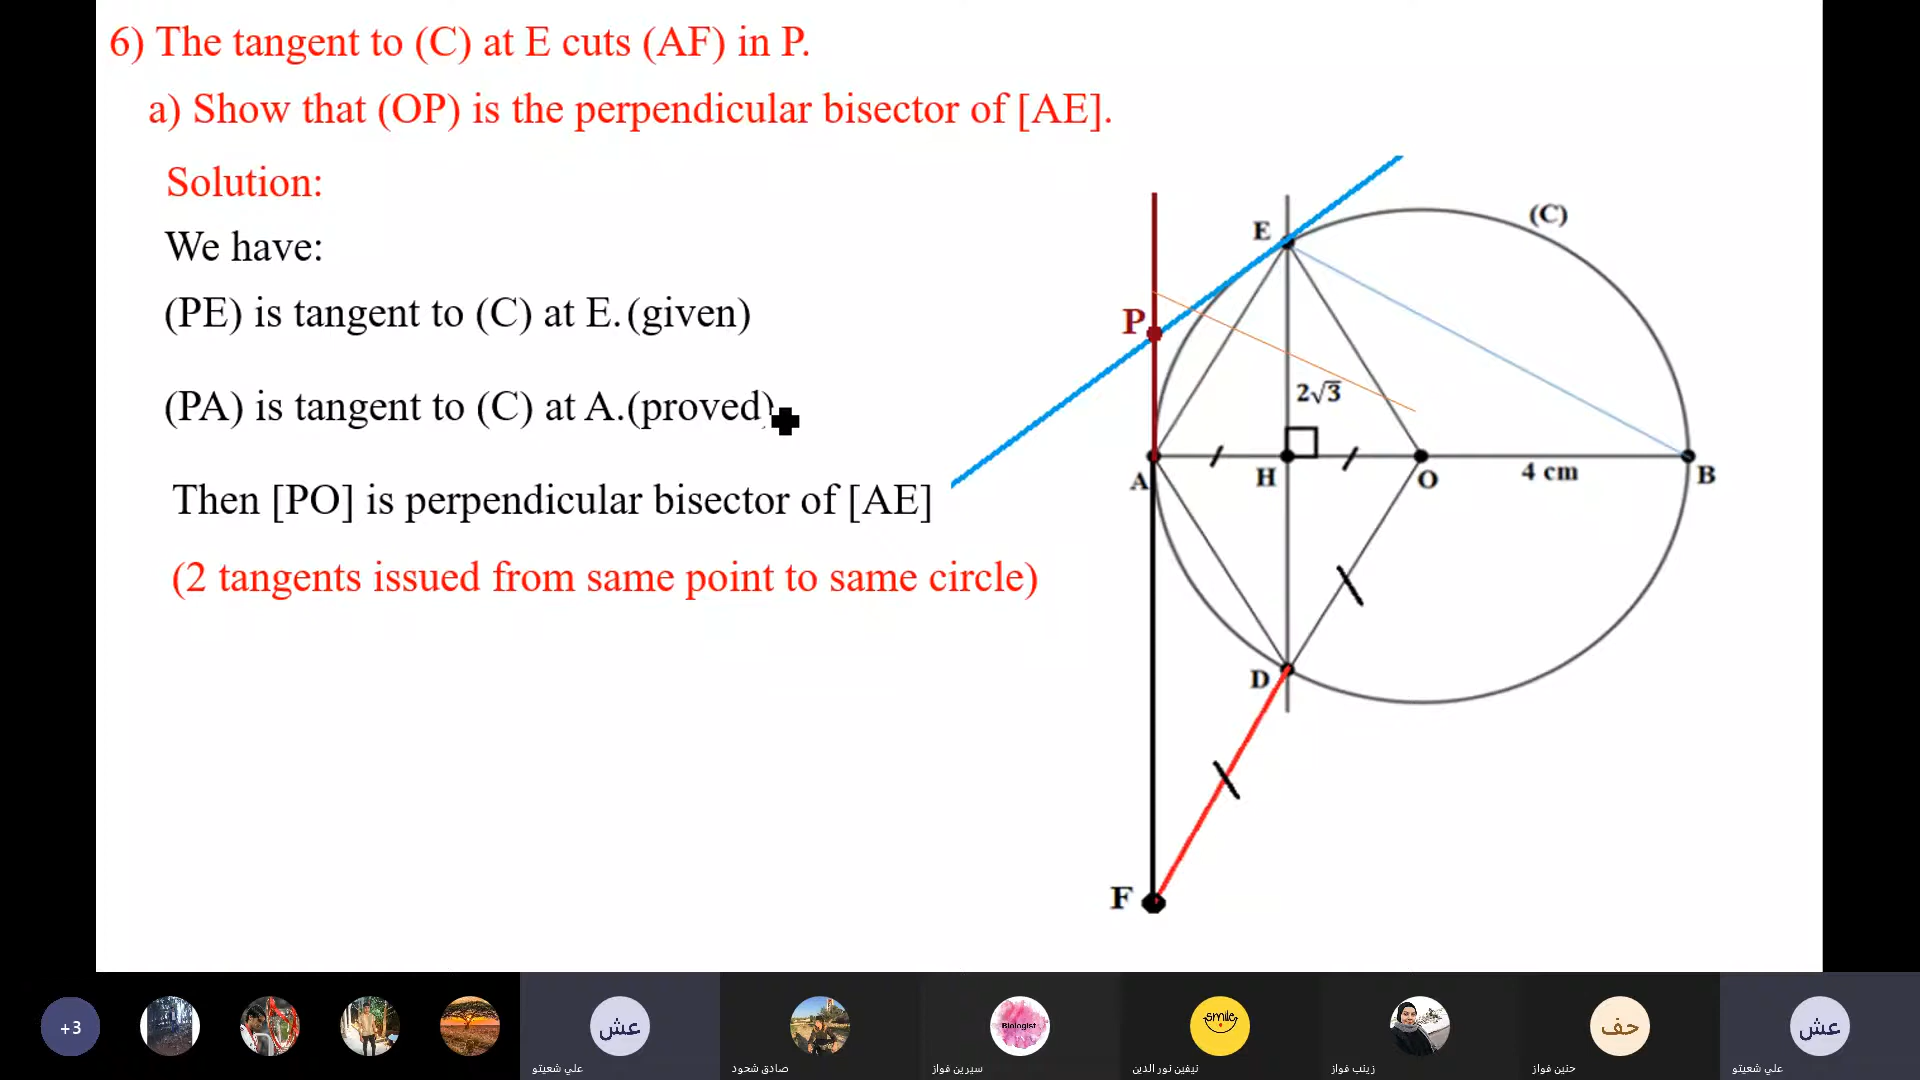 6) The tangent to (C) at E cuts (AF) in P.
a) Show that (OP) is the perpendicular bisector of [AE].
Solution:
We have:
(PE) is tangent to (C) at E.(given)
(PA) is tangent to (C) at A.(proved)
Then [PO] is perpendicular bisector of [AE]
(2 tangents issued from same point to same circle)
(C)
E
P
2√3
A
H
O
4 cm
B
D
F
+3
عش
علي شعيتو
صادق شحود
Biologist
سيرين فواز
smile
نيفين نور الدين
زينب فواز
حف
حنين فواز
عش
علي شعيتو